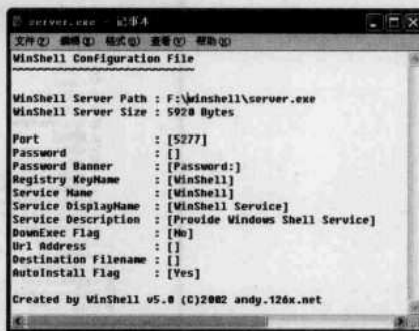 server.exe - 记事本
文件(F) 编辑(E) 格式(O) 查看(V) 帮助(H)
WinShell Configuration File
~~~~~~~~~~~~~~~~~~~~~~~~~~~
WinShell Server Path : F:\winshell\server.exe
WinShell Server Size : 5920 Bytes
Port : [5277]
Password : []
Password Banner : [Password:]
Registry KeyName : [WinShell]
Service Name : [WinShell]
Service DisplayName : [WinShell Service]
Service Description : [Provide Windows Shell Service]
DownExec Flag : [No]
Url Address : []
Destination Filename : []
AutoInstall Flag : [Yes]
Created by WinShell v5.0 (C)2002 andy.126x.net